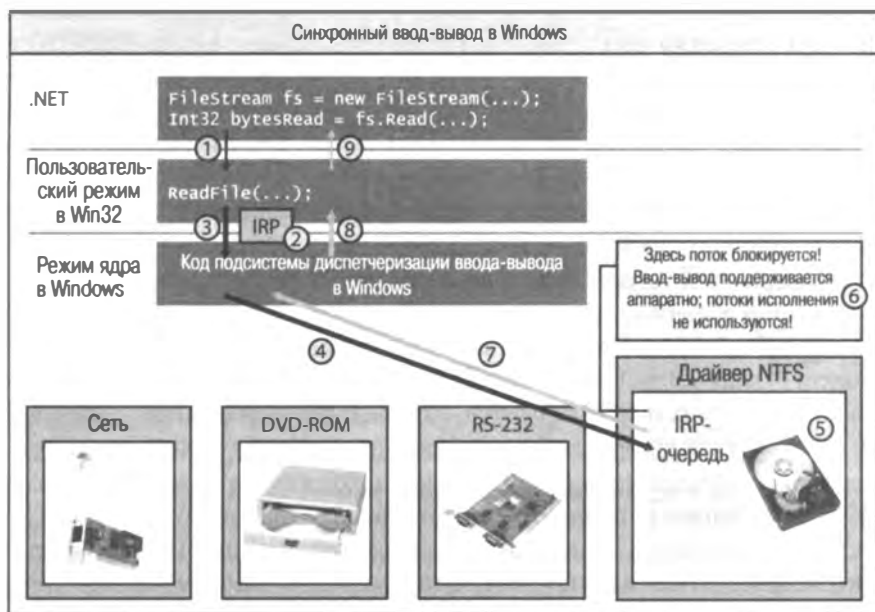 Синхронный ввод-вывод в Windows
.NET
FileStream fs = new FileStream(...);
Int32 bytesRead = fs.Read(...);
① ⑨
Пользователь-
ский режим
в Win32
ReadFile(...);
③ IRP ② ⑧
Режим ядра
в Windows
Код подсистемы диспетчеризации ввода-вывода
в Windows
Здесь поток блокируется!
Ввод-вывод поддерживается
аппаратно; потоки исполнения ⑥
не используются!
④ ⑦
Драйвер NTFS
IRP-
очередь
⑤
Сеть
DVD-ROM
RS-232